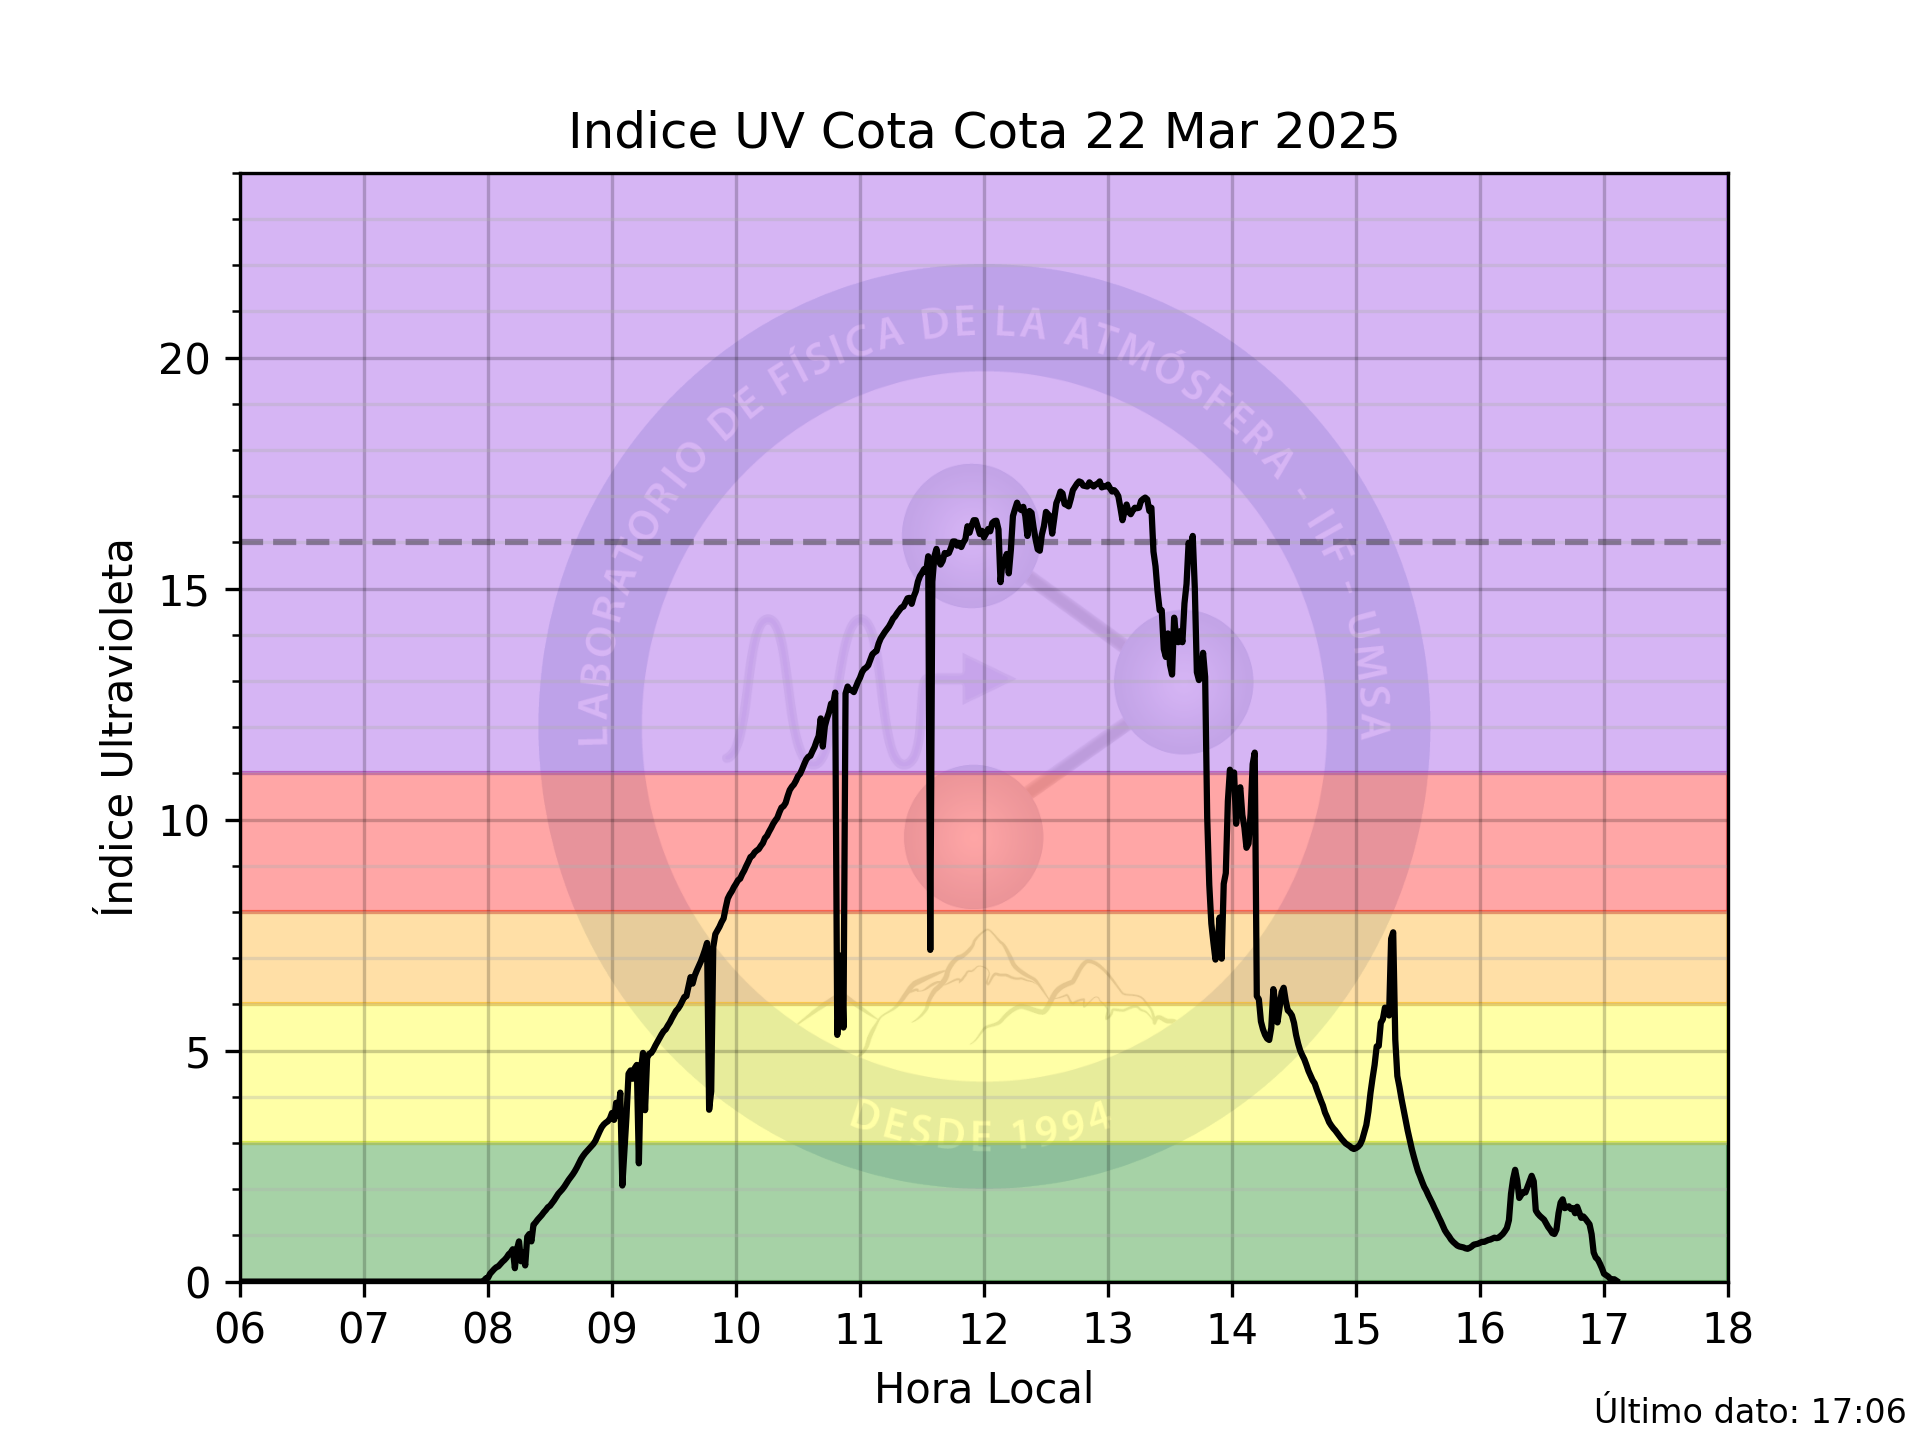 Indice UV Cota Cota 22 Mar 2025
LABORATORIO DE FÍSICA DE LA ATMÓSFERA - IIF - UMSA
DESDE 1994
Índice Ultravioleta
20
15
10
5
0
06 07 08 09 10 11 12 13 14 15 16 17 18
Hora Local
Último dato: 17:06